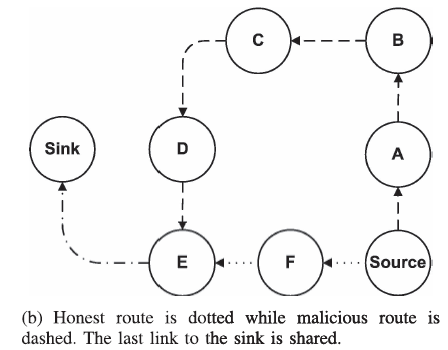 C
B
Sink
D
A
E
F
Source
(b) Honest route is dotted while malicious route is
dashed. The last link to the sink is shared.